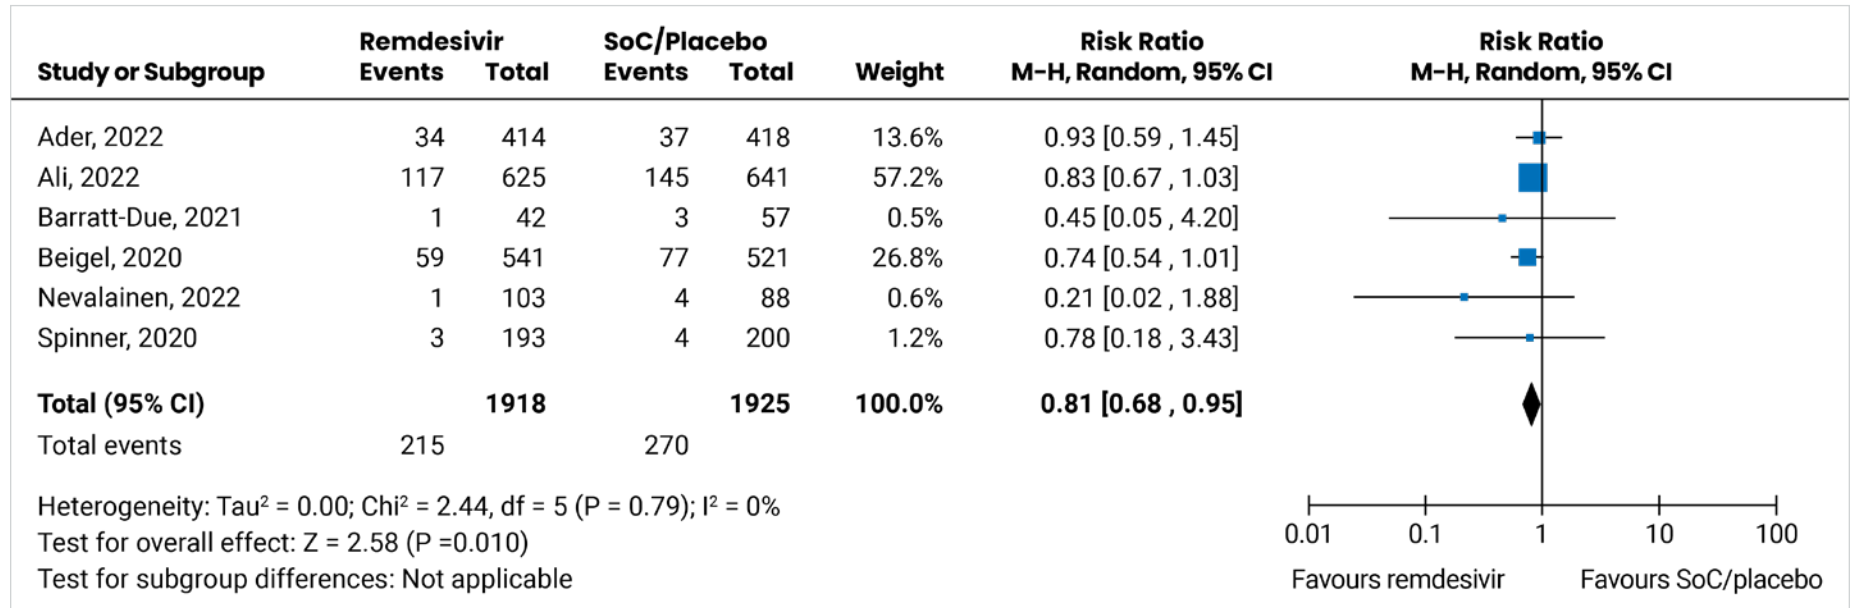 Remdesivir SoC/Placebo Risk Ratio Risk Ratio
Study or Subgroup Events Total Events Total Weight M-H, Random, 95% CI M-H, Random, 95% CI
Ader, 2022 34 414 37 418 13.6% 0.93 [0.59 , 1.45]
Ali, 2022 117 625 145 641 57.2% 0.83 [0.67 , 1.03]
Barratt-Due, 2021 1 42 3 57 0.5% 0.45 [0.05 , 4.20]
Beigel, 2020 59 541 77 521 26.8% 0.74 [0.54 , 1.01]
Nevalainen, 2022 1 103 4 88 0.6% 0.21 [0.02 , 1.88]
Spinner, 2020 3 193 4 200 1.2% 0.78 [0.18 , 3.43]
Total (95% CI) 1918 1925 100.0% 0.81 [0.68 , 0.95]
Total events 215 270
Heterogeneity: Tau² = 0.00; Chi² = 2.44, df = 5 (P = 0.79); I² = 0%
Test for overall effect: Z = 2.58 (P =0.010)
Test for subgroup differences: Not applicable
0.01 0.1 1 10 100
Favours remdesivir Favours SoC/placebo